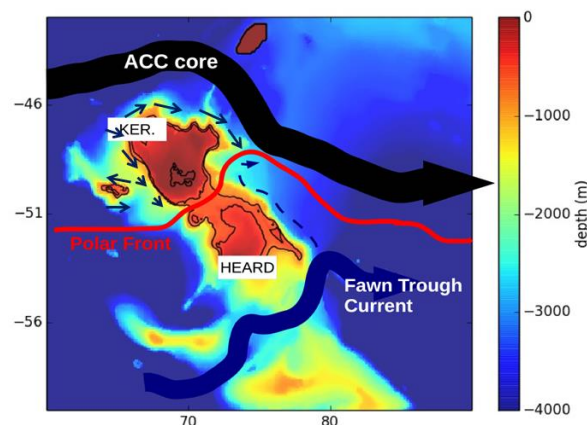 ACC core
KER.
Polar Front
HEARD
Fawn Trough
Current
−46
−51
−56
70
80
0
−1000
−2000
−3000
−4000
depth (m)